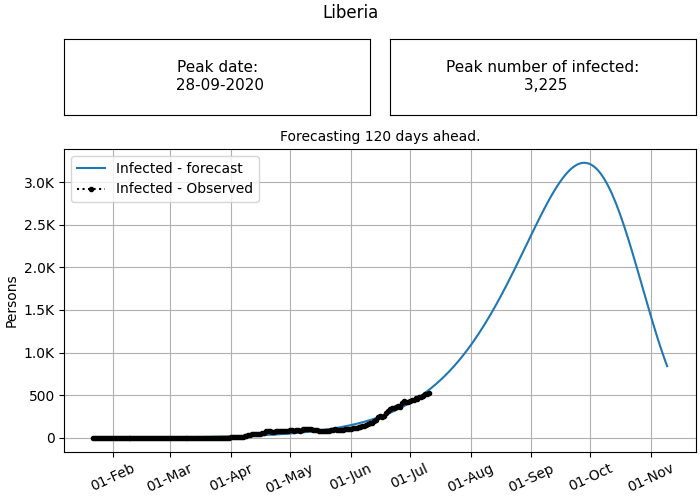 Liberia
Peak date:
28-09-2020
Peak number of infected:
3,225
Forecasting 120 days ahead.
Infected - forecast
Infected - Observed
Persons
3.0K
2.5K
2.0K
1.5K
1.0K
500
0
01-Feb
01-Mar
01-Apr
01-May
01-Jun
01-Jul
01-Aug
01-Sep
01-Oct
01-Nov